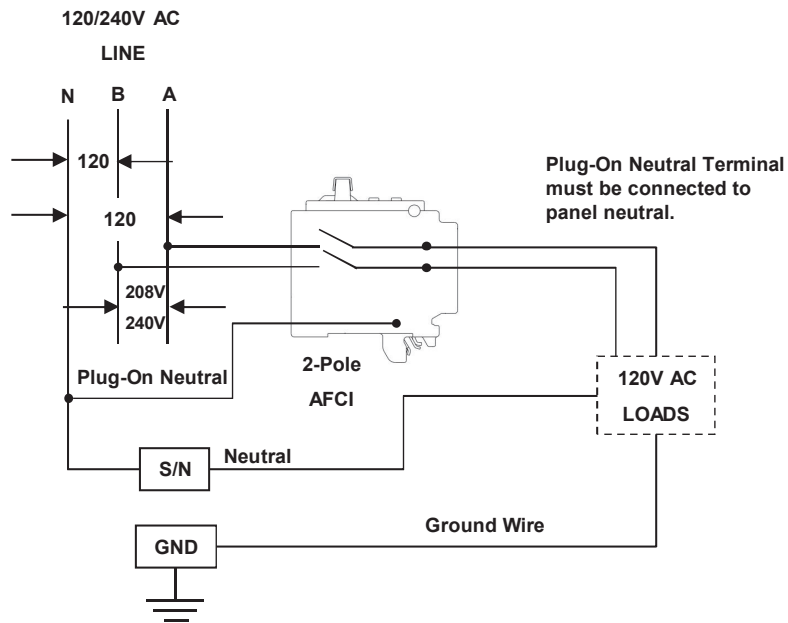 120/240V AC
LINE
N B A
120
120
208V
240V
Plug-On Neutral Terminal
must be connected to
panel neutral.
Plug-On Neutral
2-Pole
AFCI
120V AC
LOADS
S/N
Neutral
Ground Wire
GND